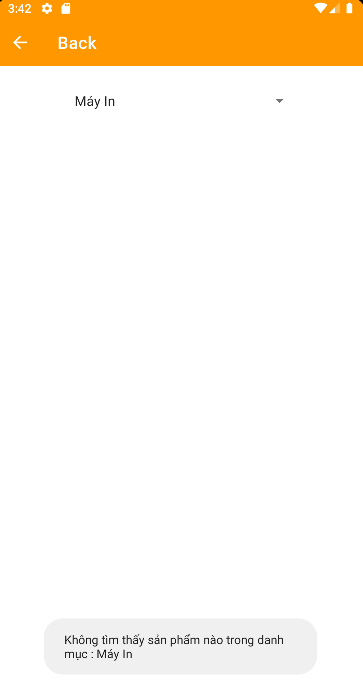 3:42
Back
Máy In
Không tìm thấy sản phẩm nào trong danh
mục : Máy In